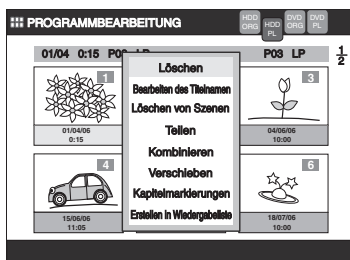 PROGRAMMBEARBEITUNG
HDD ORG
HDD PL
DVD ORG
DVD PL
01/04 0:15 P03 LP
1/2
1
01/04/06
0:15
Löschen
Bearbeiten des Titelnamen
Löschen von Szenen
Teilen
Kombinieren
Verschieben
Kapitelmarkierungen
Erstellen in Wiedergabeliste
3
04/06/06
10:00
4
15/06/06
11:05
6
18/07/06
10:00